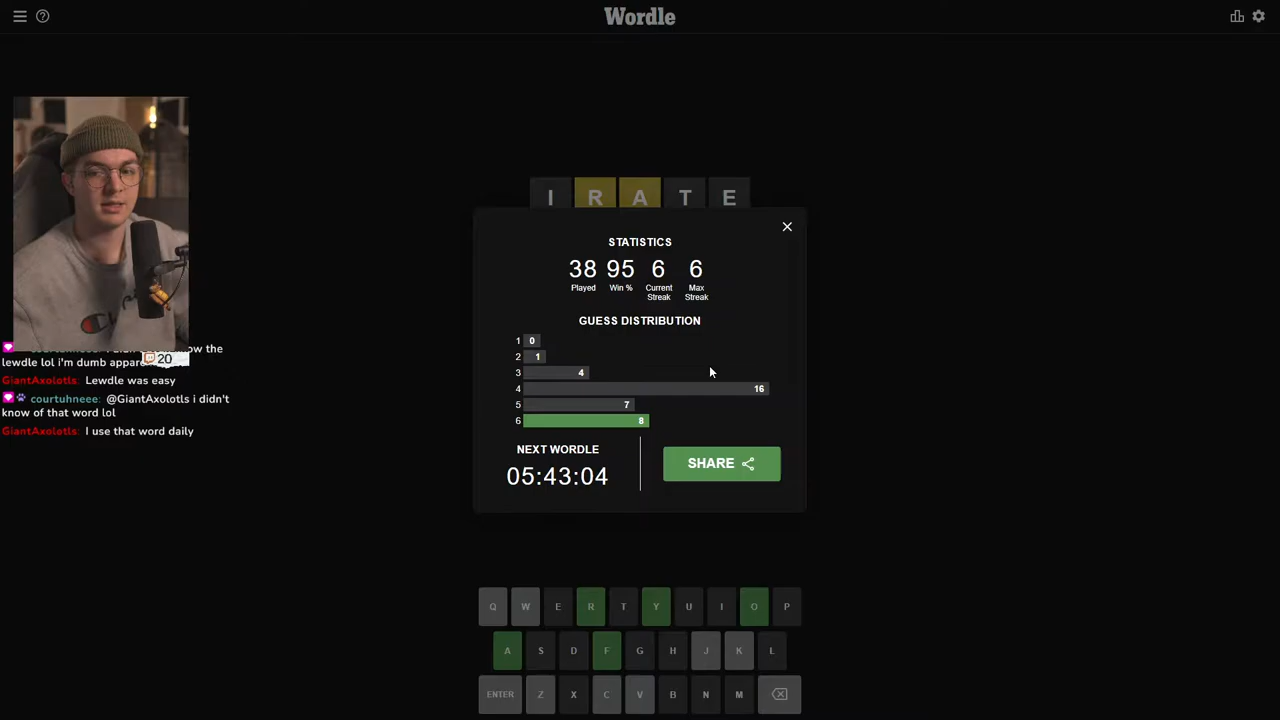 Wordle
I R A T E
STATISTICS
38 95 6 6
Played Win % Current Streak Max Streak
GUESS DISTRIBUTION
1 0
2 1
3 4
4 16
5 7
6 8
NEXT WORDLE
05:43:04
SHARE
the
lewdle lol i'm dumb
20
GiantAxolotls: Lewdle was easy
courtuhneee: @GiantAxolotls i didn't
know of that word lol
GiantAxolotls: I use that word daily
Q W E R T Y U I O P
A S D F G H J K L
ENTER Z X C V B N M